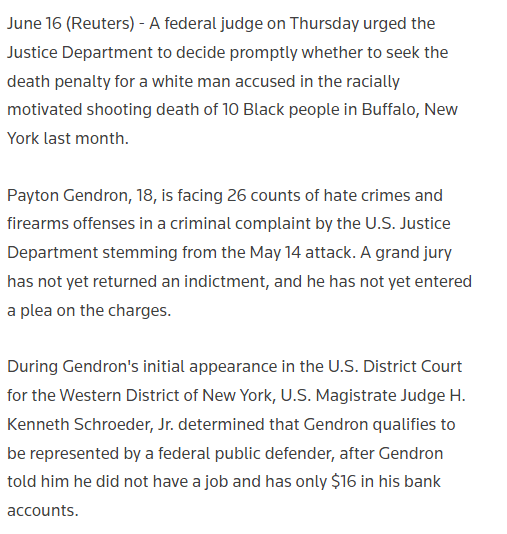 June 16 (Reuters) - A federal judge on Thursday urged the
Justice Department to decide promptly whether to seek the
death penalty for a white man accused in the racially
motivated shooting death of 10 Black people in Buffalo, New
York last month.
Payton Gendron, 18, is facing 26 counts of hate crimes and
firearms offenses in a criminal complaint by the U.S. Justice
Department stemming from the May 14 attack. A grand jury
has not yet returned an indictment, and he has not yet entered
a plea on the charges.
During Gendron's initial appearance in the U.S. District Court
for the Western District of New York, U.S. Magistrate Judge H.
Kenneth Schroeder, Jr. determined that Gendron qualifies to
be represented by a federal public defender, after Gendron
told him he did not have a job and has only $16 in his bank
accounts.